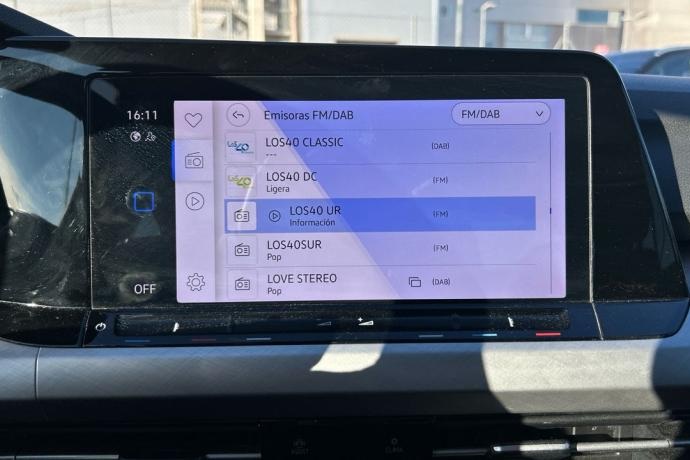 16:11
Emisoras FM/DAB
FM/DAB
LOS40 CLASSIC
(DAB)
---
LOS40 DC
(FM)
Ligera
LOS40 UR
(FM)
Información
LOS40SUR
(FM)
Pop
LOVE STEREO
(DAB)
Pop
OFF
CLIMA